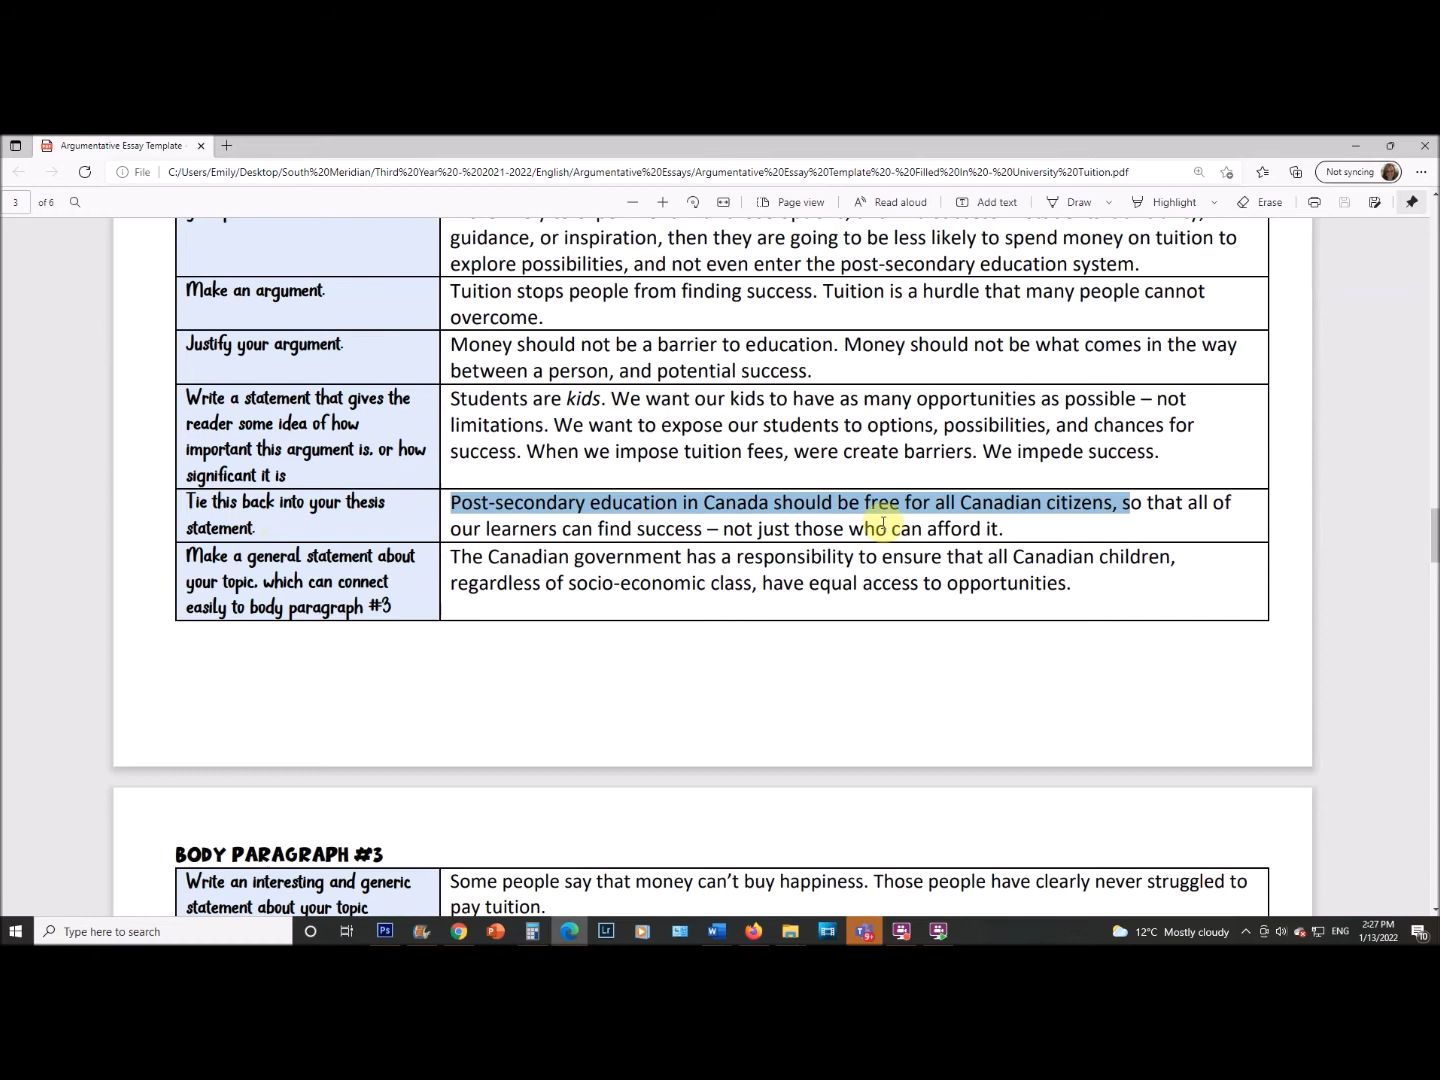 Argumentative Essay Template -
File
C:/Users/Emily/Desktop/South%20Meridian/Third%20Year%20-%202021-2022/English/Argumentative%20Essays/Argumentative%20Essay%20Template%20-%20Filled%20In%20-%20University%20Tuition.pdf
Not syncing
3 of 6
Page view
Read aloud
Add text
Draw
Highlight
Erase
guidance, or inspiration, then they are going to be less likely to spend money on tuition to
explore possibilities, and not even enter the post-secondary education system.
Make an argument.
Tuition stops people from finding success. Tuition is a hurdle that many people cannot
overcome.
Justify your argument.
Money should not be a barrier to education. Money should not be what comes in the way
between a person, and potential success.
Write a statement that gives the
reader some idea of how
important this argument is, or how
significant it is
Students are kids. We want our kids to have as many opportunities as possible – not
limitations. We want to expose our students to options, possibilities, and chances for
success. When we impose tuition fees, were create barriers. We impede success.
Tie this back into your thesis
statement.
Post-secondary education in Canada should be free for all Canadian citizens, so that all of
our learners can find success – not just those who can afford it.
Make a general statement about
your topic, which can connect
easily to body paragraph #3
The Canadian government has a responsibility to ensure that all Canadian children,
regardless of socio-economic class, have equal access to opportunities.
BODY PARAGRAPH #3
Write an interesting and generic
statement about your topic
Some people say that money can't buy happiness. Those people have clearly never struggled to
pay tuition.
Type here to search
12°C Mostly cloudy
ENG
2:27 PM
1/13/2022